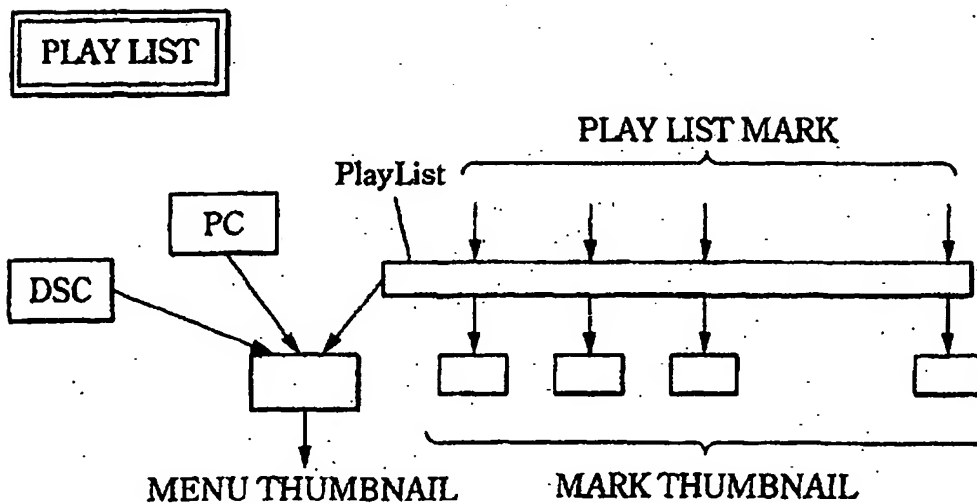 PLAY LIST
PLAY LIST MARK
PlayList
PC
DSC
MENU THUMBNAIL
MARK THUMBNAIL